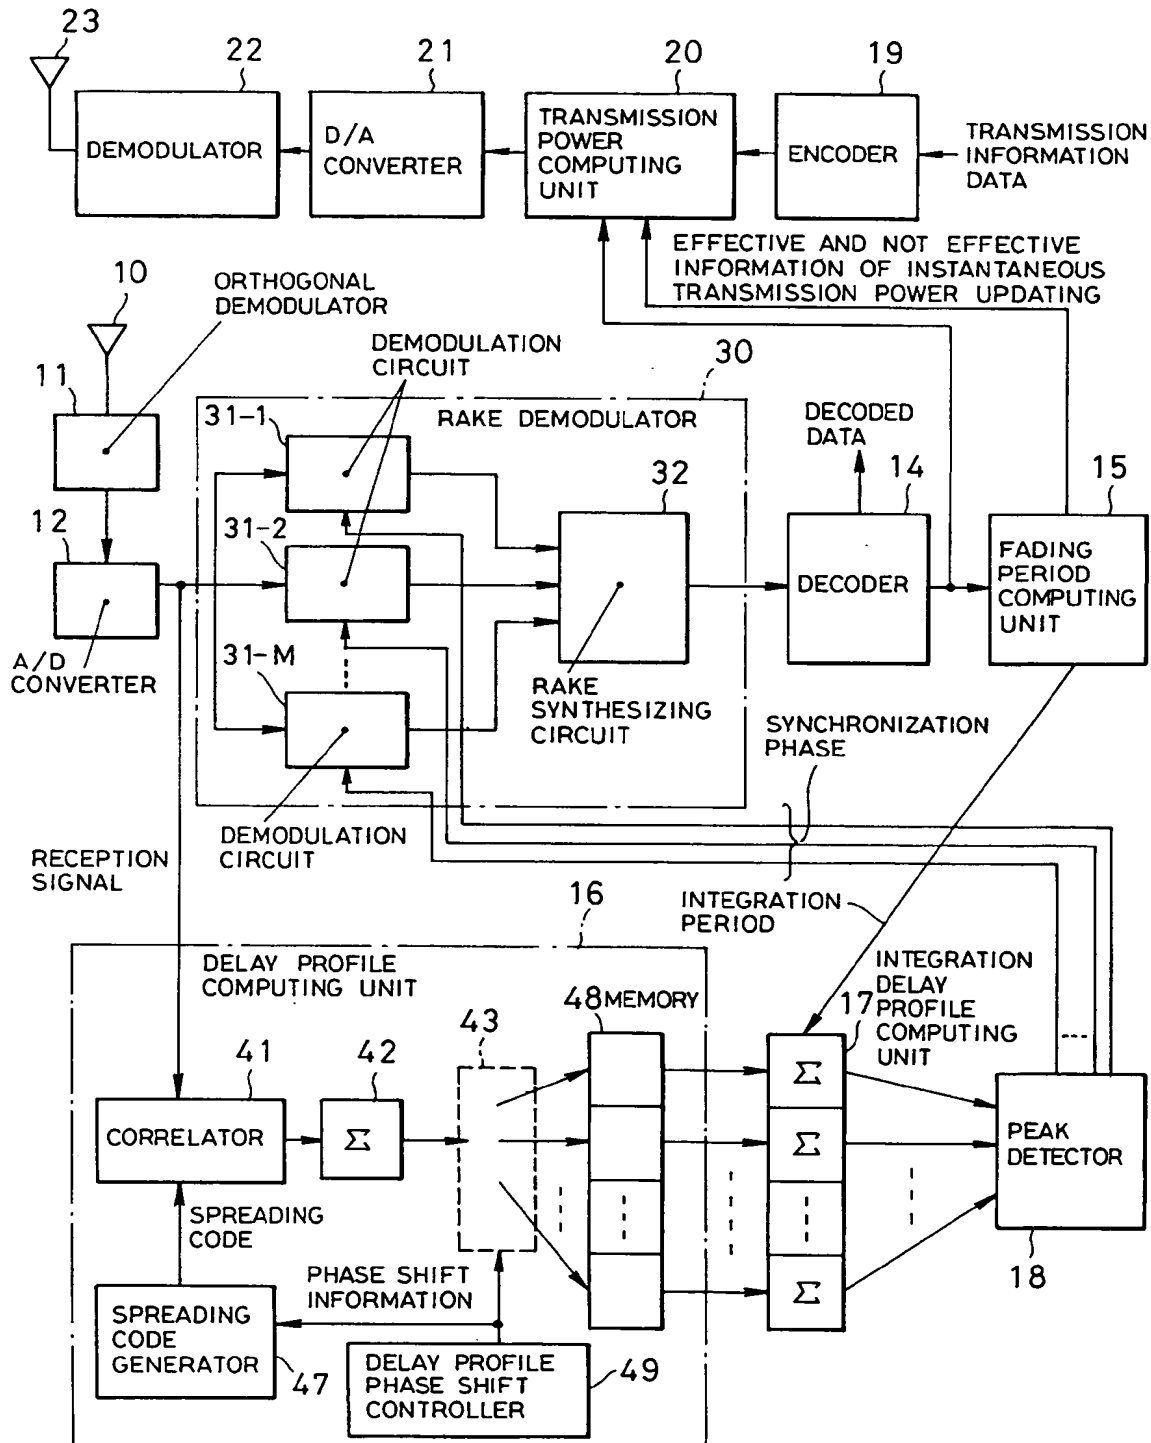 23
22
21
20
19
DEMODULATOR
D/A
CONVERTER
TRANSMISSION
POWER
COMPUTING
UNIT
ENCODER
TRANSMISSION
INFORMATION
DATA
EFFECTIVE AND NOT EFFECTIVE
INFORMATION OF INSTANTANEOUS
TRANSMISSION POWER UPDATING
10
ORTHOGONAL
DEMODULATOR
11
12
A/D
CONVERTER
DEMODULATION
CIRCUIT
30
RAKE DEMODULATOR
31-1
31-2
31-M
32
RAKE
SYNTHESIZING
CIRCUIT
DEMODULATION
CIRCUIT
DECODED
DATA
14
DECODER
15
FADING
PERIOD
COMPUTING
UNIT
SYNCHRONIZATION
PHASE
INTEGRATION
PERIOD
RECEPTION
SIGNAL
16
DELAY PROFILE
COMPUTING UNIT
41
CORRELATOR
42
Σ
43
48 MEMORY
17
INTEGRATION
DELAY
PROFILE
COMPUTING
UNIT
Σ
Σ
Σ
PEAK
DETECTOR
18
SPREADING
CODE
PHASE SHIFT
INFORMATION
SPREADING
CODE
GENERATOR
47
DELAY PROFILE
PHASE SHIFT
CONTROLLER
49